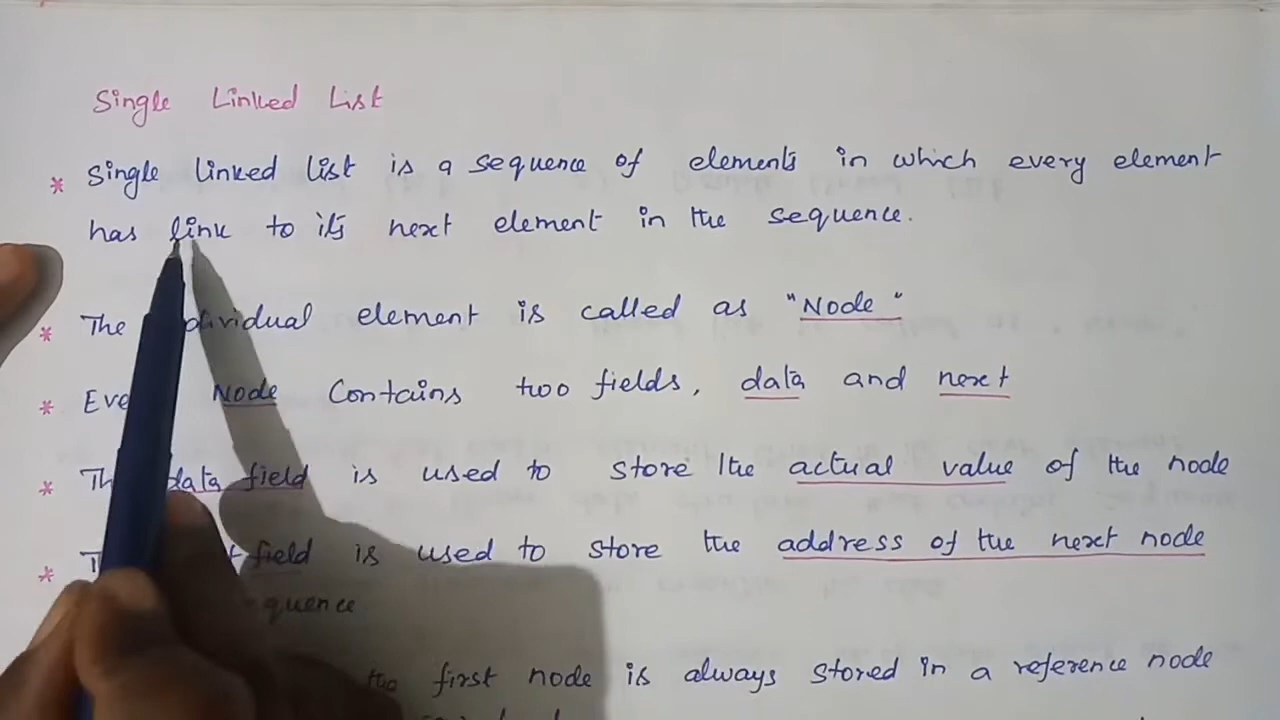 Single Linked List
* Single linked list is a sequence of elements in which every element
has link to its next element in the sequence.
* The individual element is called as "Node"
* Eve Node Contains two fields, data and next
* Th data field is used to store the actual value of the node
* T t field is used to store the address of the next node
quence
the first node is always stored in a reference node